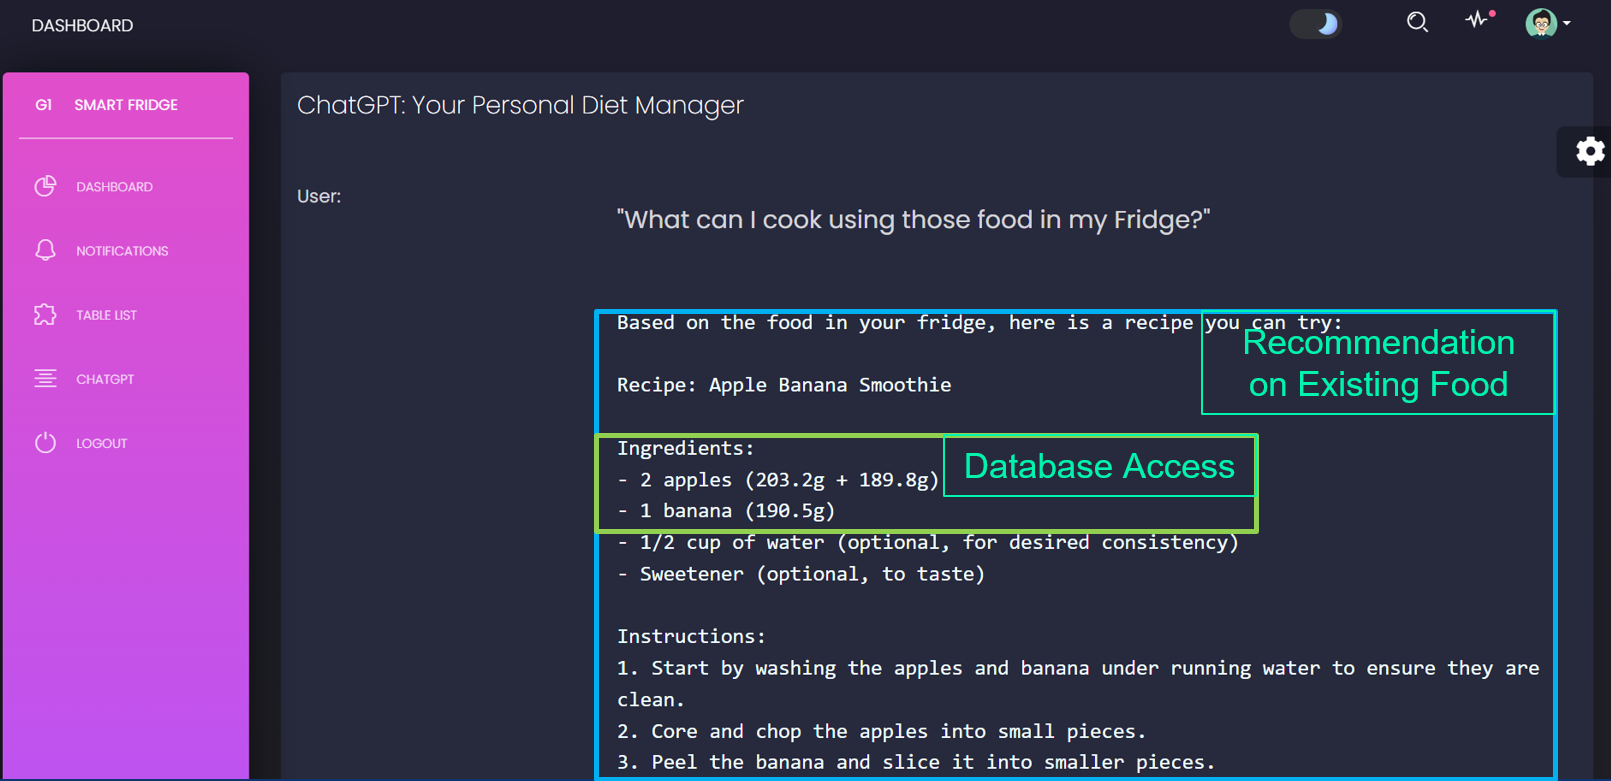 DASHBOARD
G1 SMART FRIDGE
DASHBOARD
NOTIFICATIONS
TABLE LIST
CHATGPT
LOGOUT
ChatGPT: Your Personal Diet Manager
User:
"What can I cook using those food in my Fridge?"
Based on the food in your fridge, here is a recipe you can try:
Recommendation
on Existing Food
Recipe: Apple Banana Smoothie
Ingredients:
- 2 apples (203.2g + 189.8g)
Database Access
- 1 banana (190.5g)
- 1/2 cup of water (optional, for desired consistency)
- Sweetener (optional, to taste)
Instructions:
1. Start by washing the apples and banana under running water to ensure they are
clean.
2. Core and chop the apples into small pieces.
3. Peel the banana and slice it into smaller pieces.